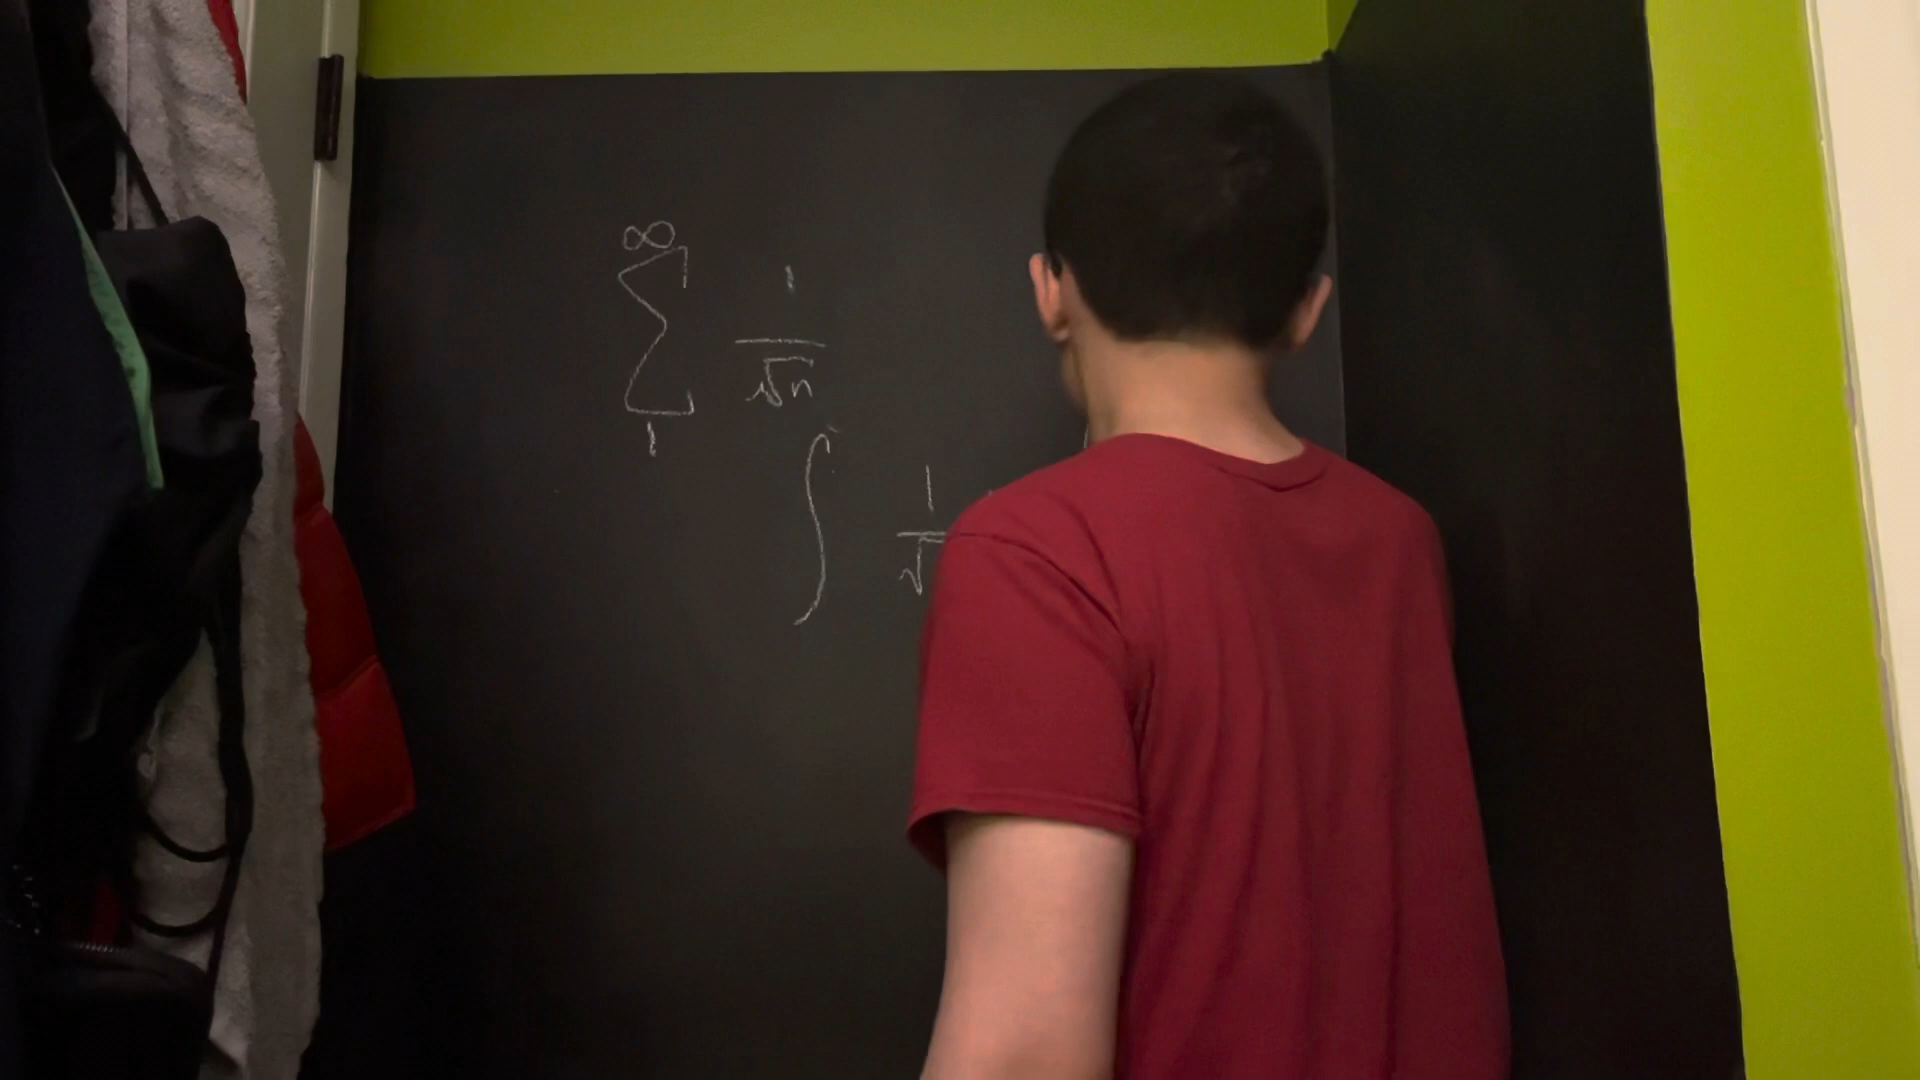 ∞
∑ 1/√n
1
∫ 1/√